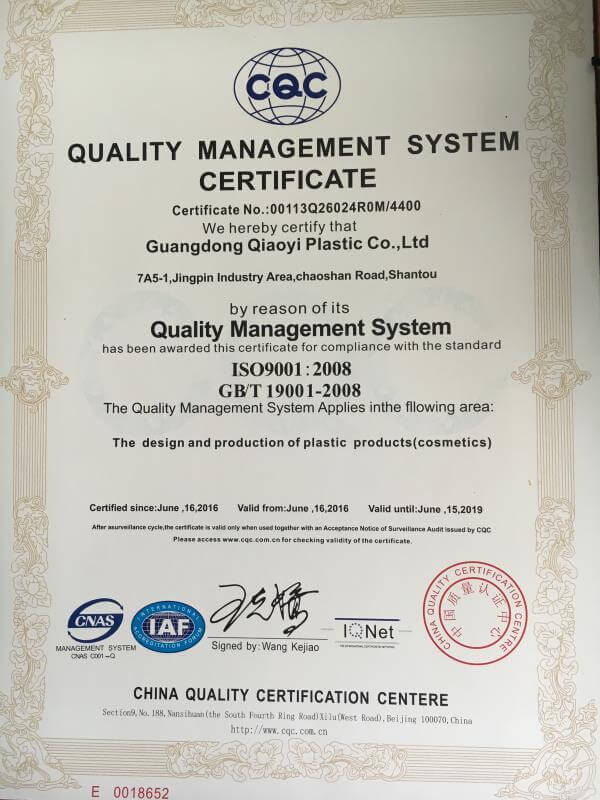 CQC
QUALITY MANAGEMENT SYSTEM
CERTIFICATE
Certificate No.:00113Q26024R0M/4400
We hereby certify that
Guangdong Qiaoyi Plastic Co.,Ltd
7A5-1,Jingpin Industry Area,chaoshan Road,Shantou
by reason of its
Quality Management System
has been awarded this certificate for compliance with the standard
ISO9001:2008
GB/T 19001-2008
The Quality Management System Applies inthe fllowing area:
The design and production of plastic products(cosmetics)
Certified since:June ,16,2016 Valid from:June ,16,2016 Valid until:June ,15,2019
After asurveillance cycle,the certificate is valid only when used together with an Acceptance Notice of Surveillance Audit issued by CQC
Please access www.cqc.com.cn for checking validity of the certificate.
CNAS
MANAGEMENT SYSTEM
CNAS C001-Q
INTERNATIONAL
IAF
ACCREDITATION FORUM
Signed by:Wang Kejiao
IQNet
THE INTERNATIONAL CERTIFICATION NETWORK
CHINA QUALITY CERTIFICATION CENTRE
中国质量认证中心
CHINA QUALITY CERTIFICATION CENTERE
Section9,No.188,Nansihuan(the South Fourth Ring Road)Xilu(West Road),Beijing 100070,China
http://www.cqc.com.cn
E 0018652